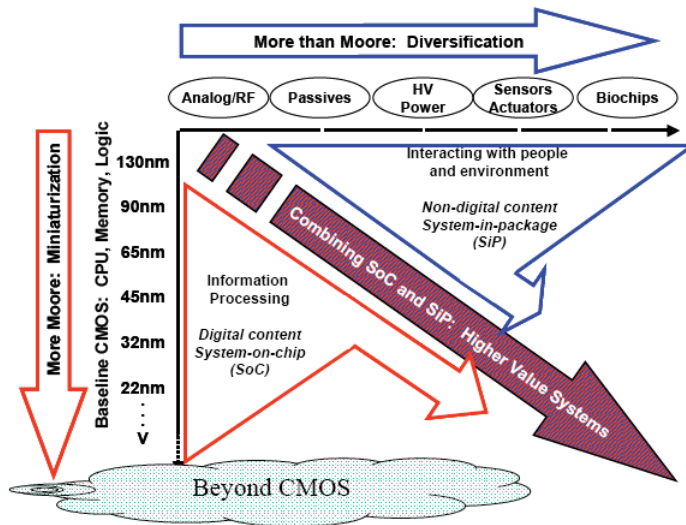 More than Moore: Diversification
Analog/RF
Passives
HV
Power
Sensors
Actuators
Biochips
More Moore: Miniaturization
Baseline CMOS: CPU, Memory, Logic
130nm
90nm
65nm
45nm
32nm
22nm
.
.
.
.
V
Interacting with people
and environment
Non-digital content
System-in-package
(SiP)
Combining SoC and SiP: Higher Value Systems
Information
Processing
Digital content
System-on-chip
(SoC)
Beyond CMOS